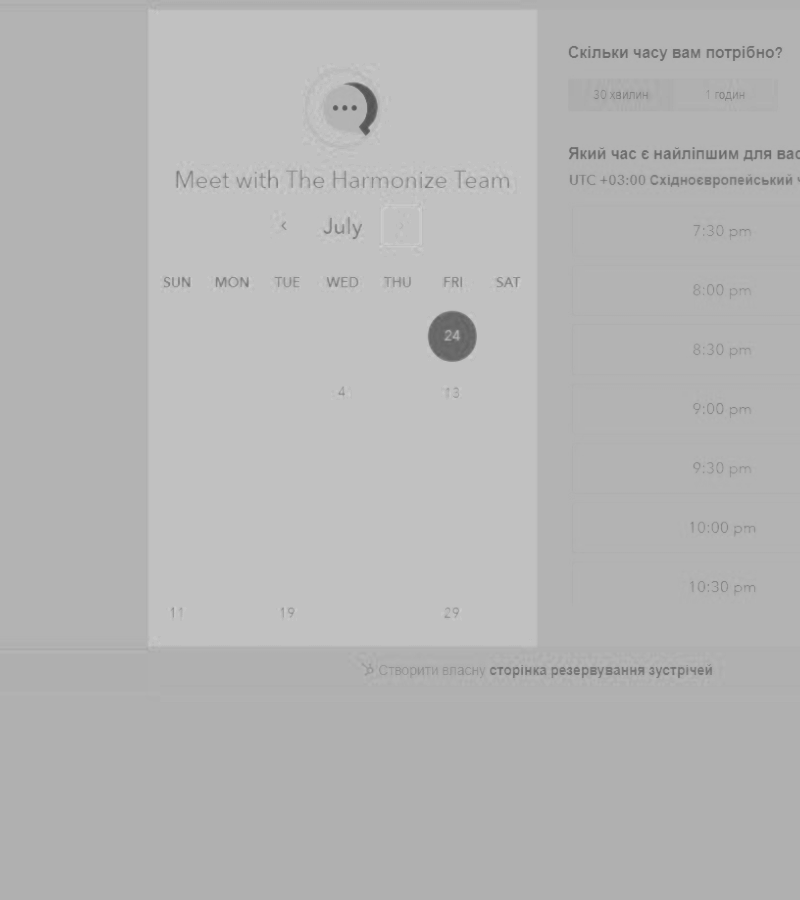 Скільки часу вам потрібно?
30 хвилин 1 годин
Meet with The Harmonize Team
Який час є найліпшим для вас
UTC +03:00 Східноєвропейський ч
July
7:30 pm
SUN MON TUE WED THU FRI SAT
8:00 pm
24
8:30 pm
4 13
9:00 pm
9:30 pm
10:00 pm
10:30 pm
11 19 29
Створити власну сторінка резервування зустрічей